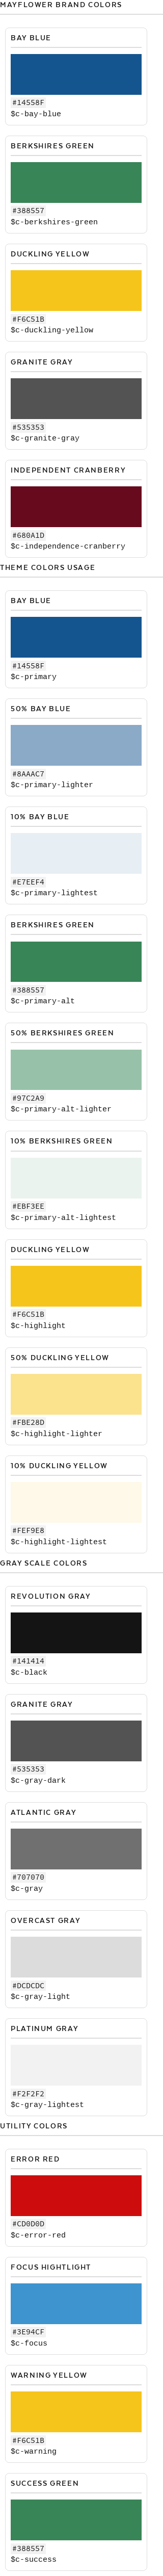 MAYFLOWER BRAND COLORS
BAY BLUE
#14558F
$c-bay-blue
BERKSHIRES GREEN
#388557
$c-berkshires-green
DUCKLING YELLOW
#F6C51B
$c-duckling-yellow
GRANITE GRAY
#535353
$c-granite-gray
INDEPENDENT CRANBERRY
#680A1D
$c-independence-cranberry
THEME COLORS USAGE
BAY BLUE
#14558F
$c-primary
50% BAY BLUE
#8AAAC7
$c-primary-lighter
10% BAY BLUE
#E7EEF4
$c-primary-lightest
BERKSHIRES GREEN
#388557
$c-primary-alt
50% BERKSHIRES GREEN
#97C2A9
$c-primary-alt-lighter
10% BERKSHIRES GREEN
#EBF3EE
$c-primary-alt-lightest
DUCKLING YELLOW
#F6C51B
$c-highlight
50% DUCKLING YELLOW
#FBE28D
$c-highlight-lighter
10% DUCKLING YELLOW
#FEF9E8
$c-highlight-lightest
GRAY SCALE COLORS
REVOLUTION GRAY
#141414
$c-black
GRANITE GRAY
#535353
$c-gray-dark
ATLANTIC GRAY
#707070
$c-gray
OVERCAST GRAY
#DCDCDC
$c-gray-light
PLATINUM GRAY
#F2F2F2
$c-gray-lightest
UTILITY COLORS
ERROR RED
#CD0D0D
$c-error-red
FOCUS HIGHTLIGHT
#3E94CF
$c-focus
WARNING YELLOW
#F6C51B
$c-warning
SUCCESS GREEN
#388557
$c-success